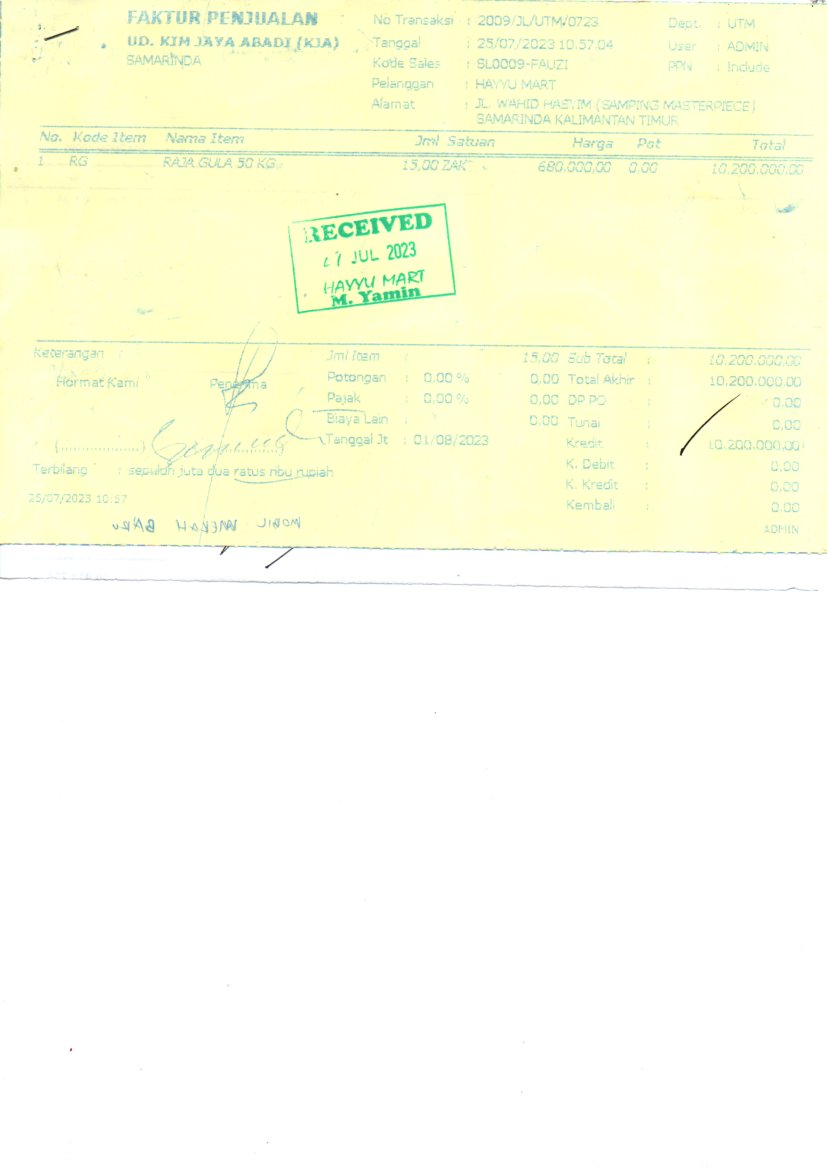 FAKTUR PENJUALAN
UD. KIM JAYA ABADI (KJA)
SAMARINDA
No Transaksi : 2009/JL/UTM/0723
Tanggal : 25/07/2023 10.57.04
Kode Sales : SL0009-FAUZI
Pelanggan : HAYYU MART
Alamat : JL. WAHID HASYIM (SAMPING MASTERPIECE)
SAMARINDA KALIMANTAN TIMUR
Dept. : UTM
User : ADMIN
PPN : Include
No. Kode Item Nama Item Jml Satuan Harga Pot Total
1 RG RAJA GULA 50 KG 15,00 ZAK 680.000,00 0,00 10.200.000,00
RECEIVED
JUL 2023
HAYYU MART
M. Yamin
Keterangan :
Hormat Kami Penerima
(....................)
Jml Item : 15,00
Potongan : 0,00 % 0,00
Pajak : 0,00 % 0,00
Biaya Lain : 0,00
Tanggal Jt : 01/08/2023
Sub Total : 10.200.000,00
Total Akhir : 10.200.000,00
DP PO : 0,00
Tunai : 0,00
Kredit : 10.200.000,00
K. Debit : 0,00
K. Kredit : 0,00
Kembali : 0,00
Terbilang : sepuluh juta dua ratus ribu rupiah
25/07/2023 10:57
MOBIL MERAH BARU
ADMIN